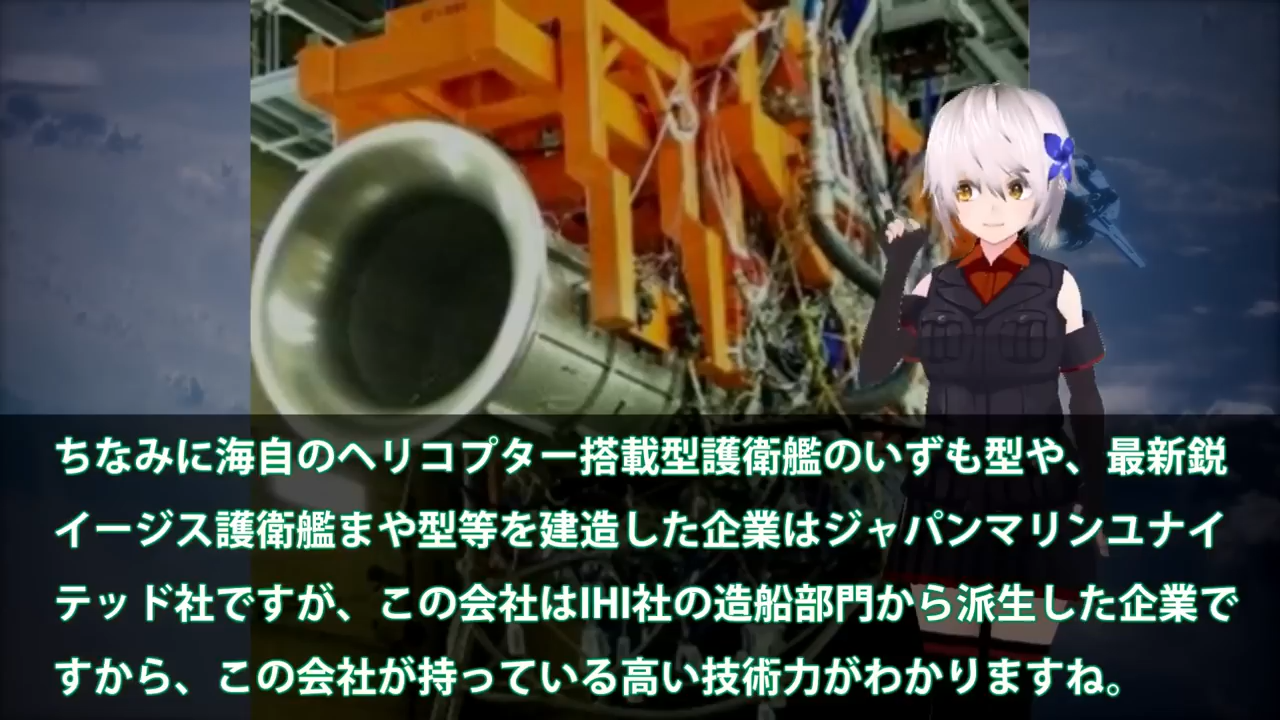 ちなみに海自のヘリコプター搭載型護衛艦のいずも型や、最新鋭
イージス護衛艦まや型等を建造した企業はジャパンマリンユナイ
テッド社ですが、この会社はIHI社の造船部門から派生した企業で
すから、この会社が持っている高い技術力がわかりますね。